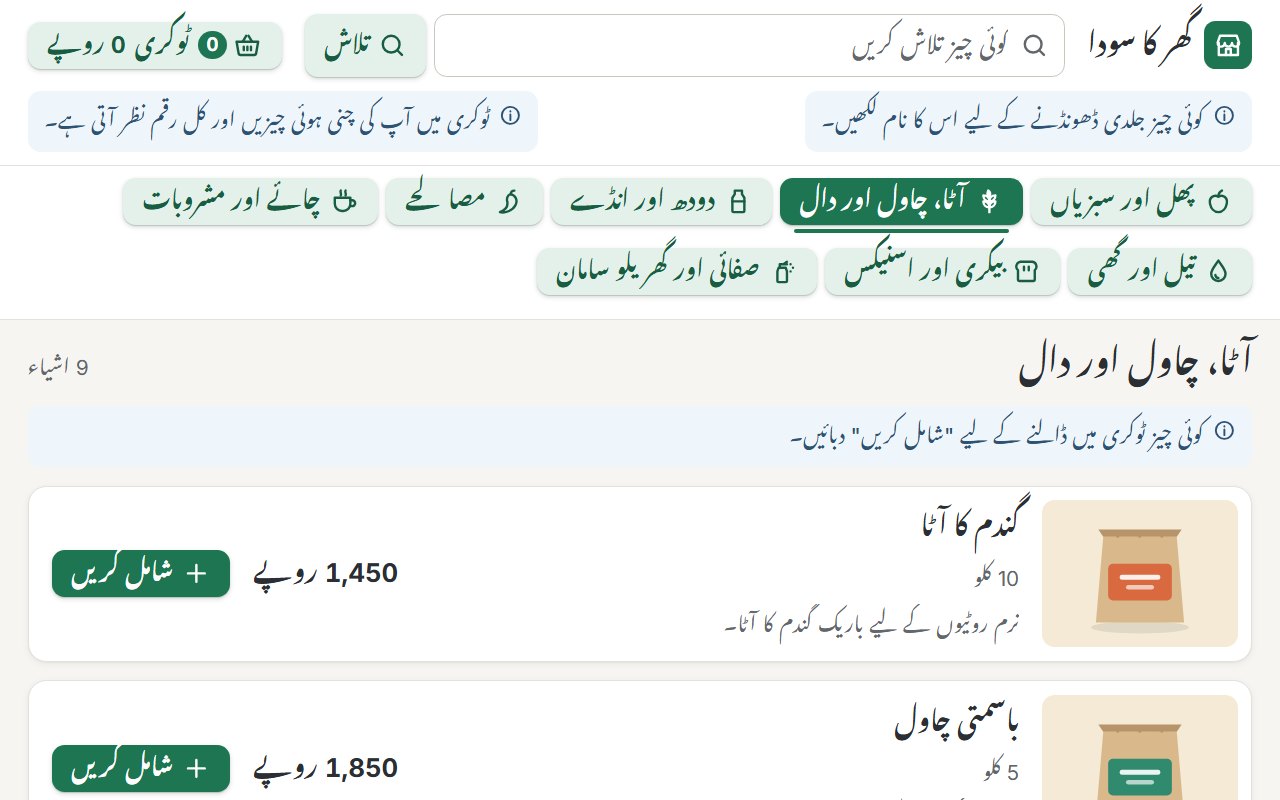 گھر کا سودا
کوئی چیز تلاش کریں
تلاش
0 ٹوکری 0 روپے
کوئی چیز جلدی ڈھونڈنے کے لیے اس کا نام لکھیں۔
ٹوکری میں آپ کی چنی ہوئی چیزیں اور کل رقم نظر آتی ہے۔
پھل اور سبزیاں
آٹا، چاول اور دال
دودھ اور انڈے
مصالحے
چائے اور مشروبات
تیل اور گھی
بیکری اور اسنیکس
صفائی اور گھریلو سامان
آٹا، چاول اور دال
9 اشیاء
کوئی چیز ٹوکری میں ڈالنے کے لیے "شامل کریں" دبائیں۔
گندم کا آٹا
10 کلو
نرم روٹیوں کے لیے باریک گندم کا آٹا۔
1,450 روپے
شامل کریں
باسمتی چاول
5 کلو
1,850 روپے
شامل کریں